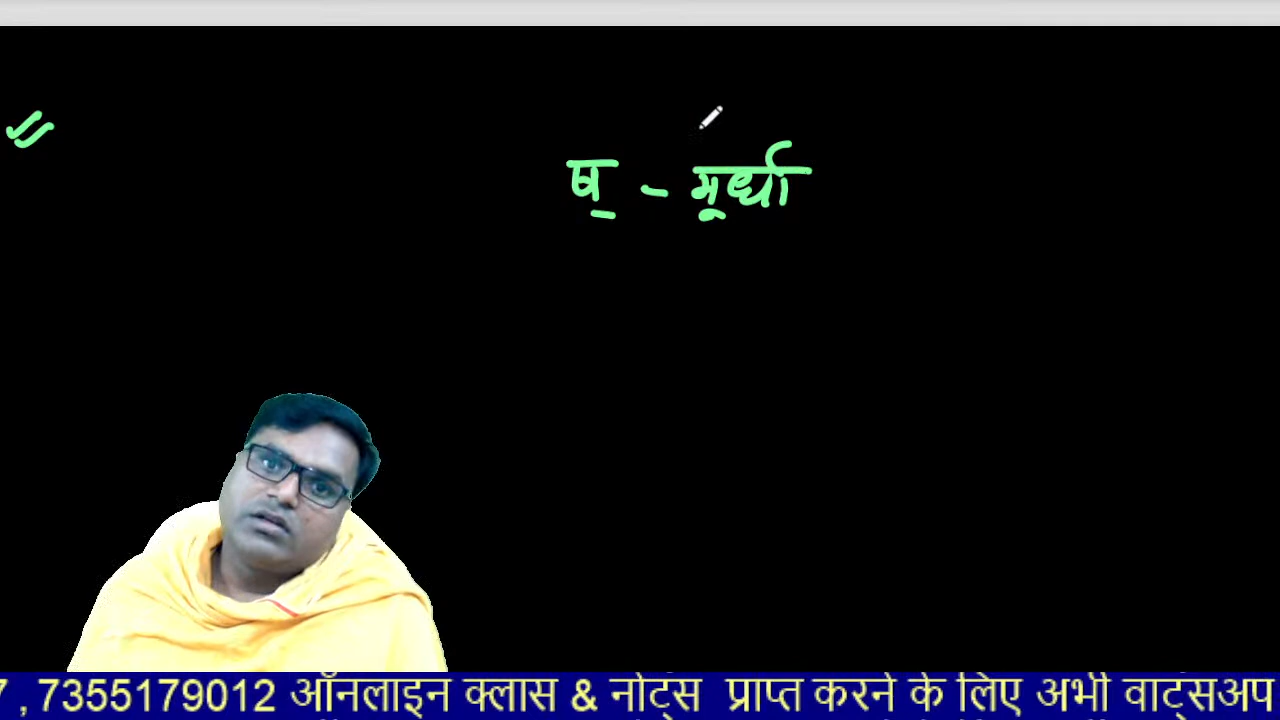 ष् - मूर्धा
7 , 7355179012 ऑनलाइन क्लास & नोट्स प्राप्त करने के लिए अभी वाट्सअप